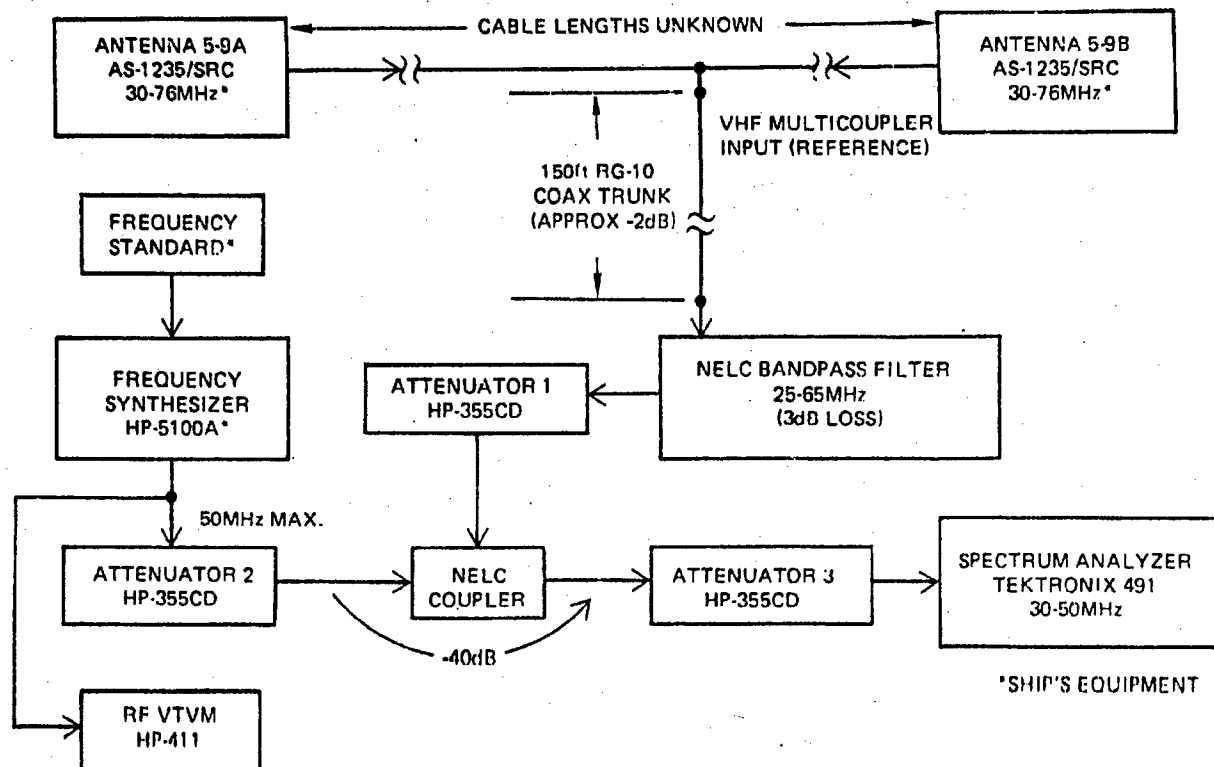 CABLE LENGTHS UNKNOWN
ANTENNA 5-9A
AS-1235/SRC
30-76MHz*
ANTENNA 5-9B
AS-1235/SRC
30-76MHz*
VHF MULTICOUPLER
INPUT (REFERENCE)
150ft RG-10
COAX TRUNK
(APPROX -2dB)
FREQUENCY
STANDARD*
FREQUENCY
SYNTHESIZER
HP-5100A*
ATTENUATOR 1
HP-355CD
NELC BANDPASS FILTER
25-65MHz
(3dB LOSS)
50MHz MAX.
ATTENUATOR 2
HP-355CD
NELC
COUPLER
ATTENUATOR 3
HP-355CD
SPECTRUM ANALYZER
TEKTRONIX 491
30-50MHz
-40dB
*SHIP'S EQUIPMENT
RF VTVM
HP-411